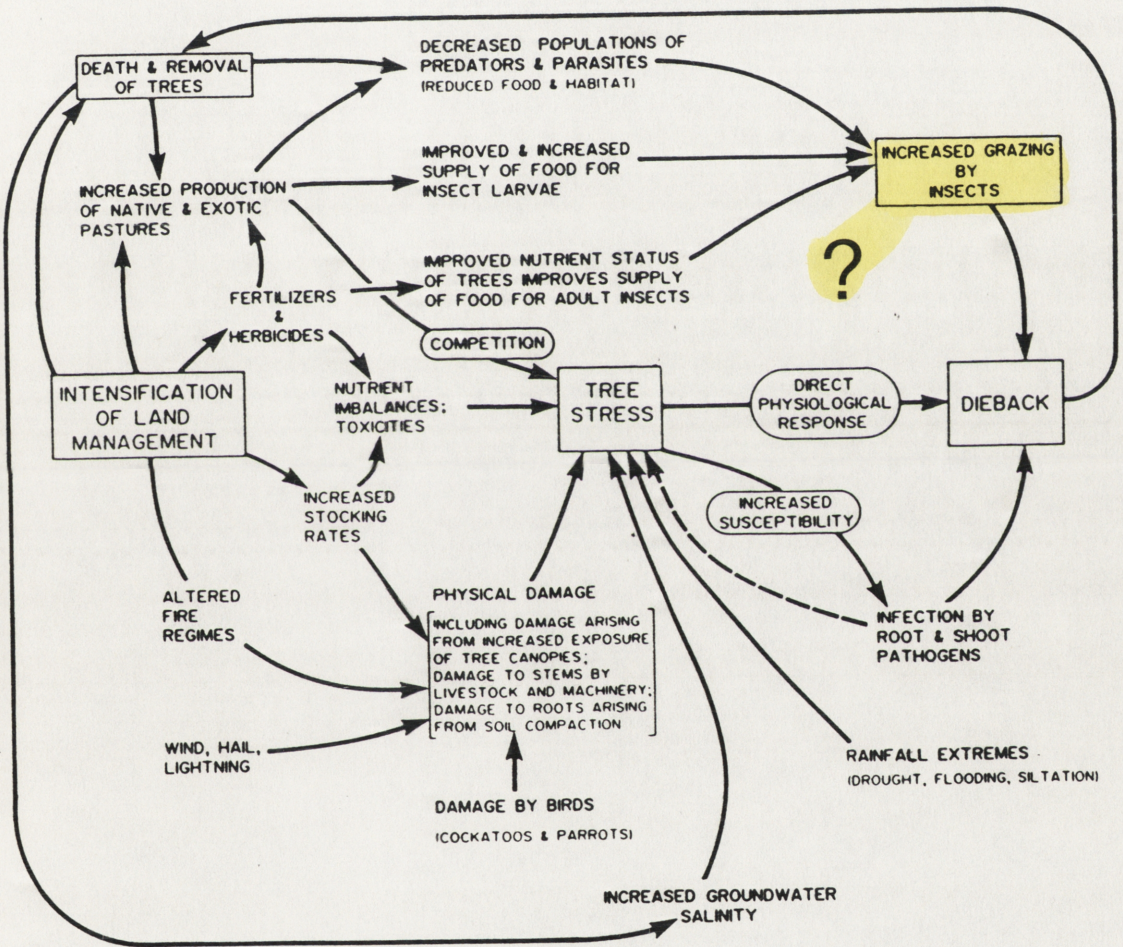 DEATH & REMOVAL
OF TREES
DECREASED POPULATIONS OF
PREDATORS & PARASITES
(REDUCED FOOD & HABITAT)
INCREASED PRODUCTION
OF NATIVE & EXOTIC
PASTURES
IMPROVED & INCREASED
SUPPLY OF FOOD FOR
INSECT LARVAE
INCREASED GRAZING
BY
INSECTS
?
FERTILIZERS
&
HERBICIDES
IMPROVED NUTRIENT STATUS
OF TREES IMPROVES SUPPLY
OF FOOD FOR ADULT INSECTS
COMPETITION
INTENSIFICATION
OF LAND
MANAGEMENT
NUTRIENT
IMBALANCES;
TOXICITIES
TREE
STRESS
DIRECT
PHYSIOLOGICAL
RESPONSE
DIEBACK
INCREASED
STOCKING
RATES
INCREASED
SUSCEPTIBILITY
ALTERED
FIRE
REGIMES
PHYSICAL DAMAGE
INCLUDING DAMAGE ARISING
FROM INCREASED EXPOSURE
OF TREE CANOPIES;
DAMAGE TO STEMS BY
LIVESTOCK AND MACHINERY;
DAMAGE TO ROOTS ARISING
FROM SOIL COMPACTION
INFECTION BY
ROOT & SHOOT
PATHOGENS
WIND, HAIL,
LIGHTNING
RAINFALL EXTREMES
(DROUGHT, FLOODING, SILTATION)
DAMAGE BY BIRDS
(COCKATOOS & PARROTS)
INCREASED GROUNDWATER
SALINITY